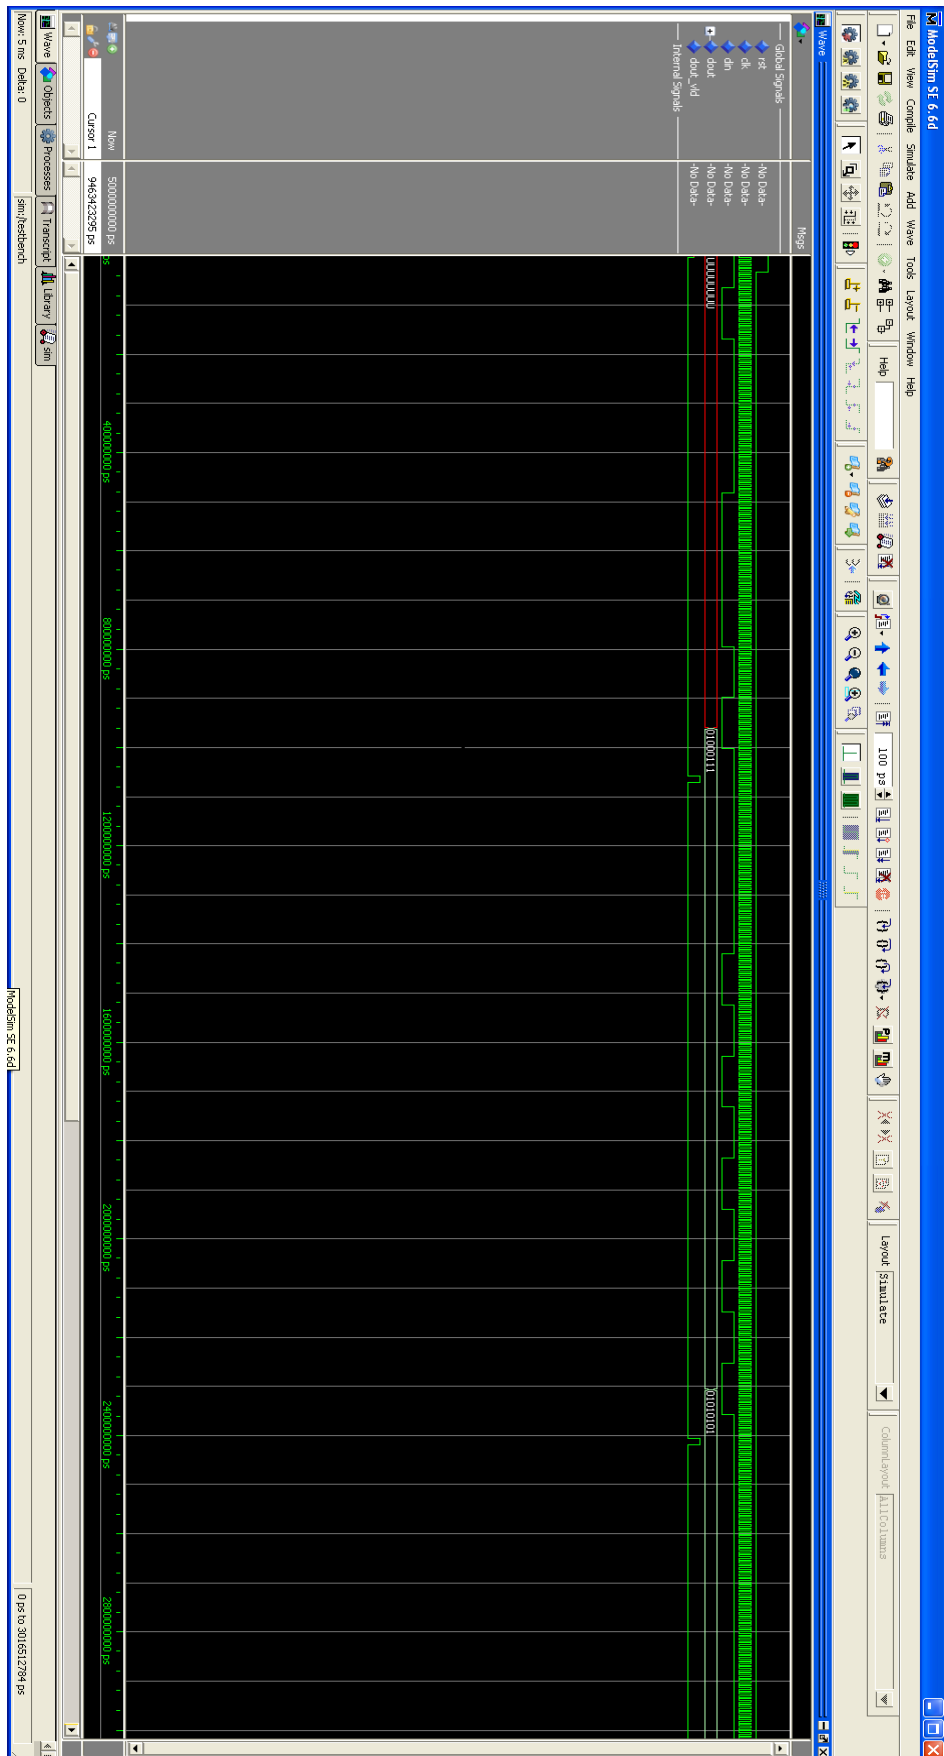 ModelSim SE 6.6d
File Edit View Compile Simulate Add Wave Tools Layout Window Help
Help
100 ps
Layout Simulate
ColumnLayout AllColumns
Wave
Msgs
Global Signals
rst -No Data-
clk -No Data-
din -No Data-
dout -No Data- UUUUUUUU 01000111 01010101
dout_vld -No Data-
Internal Signals
Now 5000000000 ps
ps 400000000 ps 800000000 ps 1200000000 ps 1600000000 ps 2000000000 ps 2400000000 ps 2800000000 ps
Cursor 1 9463423295 ps
Wave Objects Processes Transcript Library sim
Now: 5 ms Delta: 0 sim:/testbench 0 ps to 3016512784 ps
ModelSim SE 6.6d